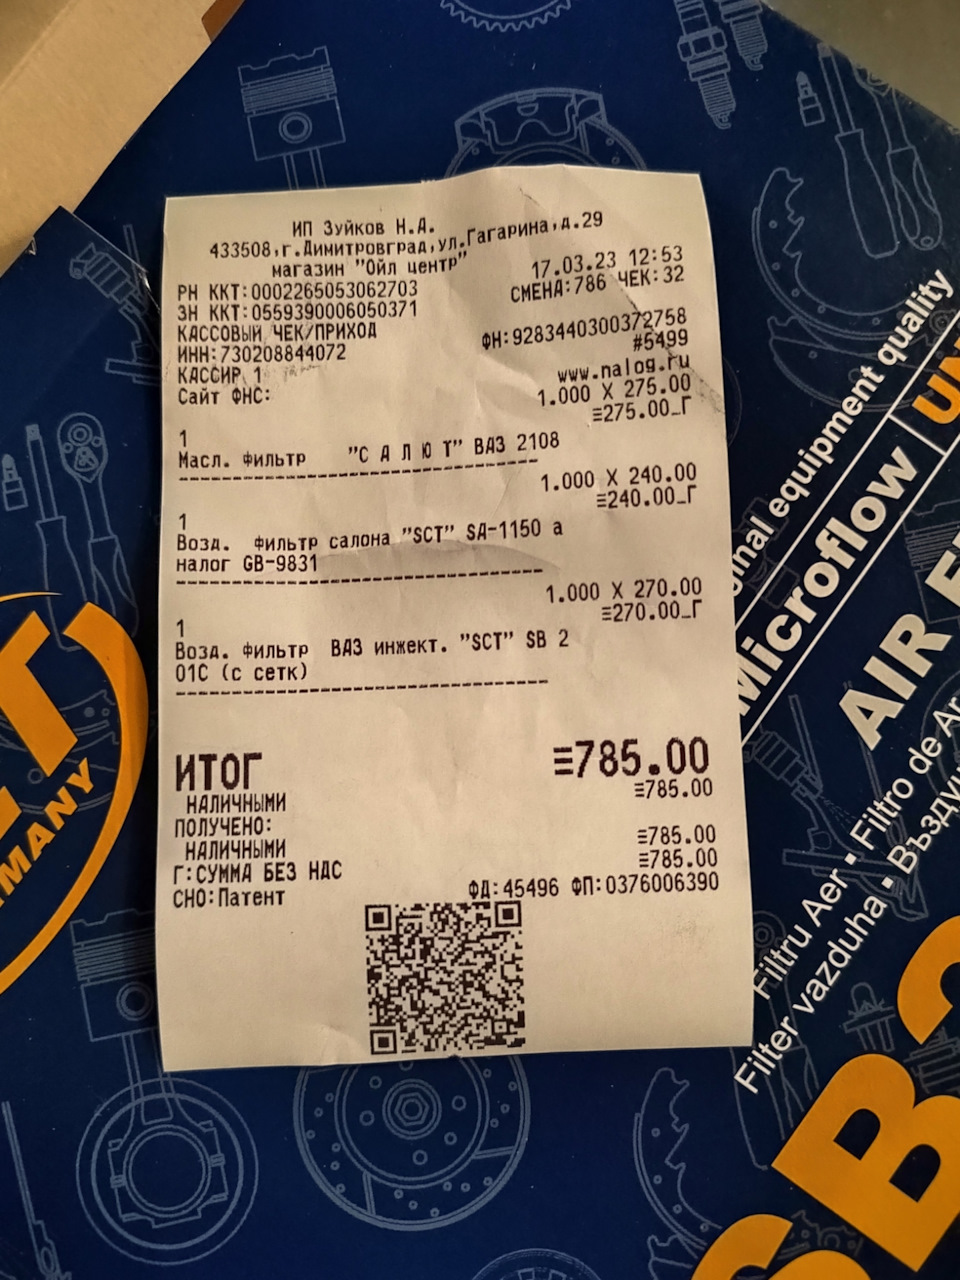 ИП Зуйков Н.А.
433508,г.Димитровград,ул.Гагарина,д.29
магазин "Ойл центр"
17.03.23 12:53
РН ККТ:0002265053062703
СМЕНА:786 ЧЕК:32
ЗН ККТ:0559390006050371
КАССОВЫЙ ЧЕК/ПРИХОД
ФН:9283440300372758
ИНН:730208844072
#5499
КАССИР 1
www.nalog.ru
Сайт ФНС:
1.000 X 275.00
≡275.00_Г
1
Масл. фильтр "С А Л Ю Т" ВАЗ 2108
1.000 X 240.00
≡240.00_Г
1
Возд. фильтр салона "SCT" SA-1150 а
налог GB-9831
1.000 X 270.00
≡270.00_Г
1
Возд. фильтр ВАЗ инжект. "SCT" SB 2
01С (с сетк)
ИТОГ ≡785.00
НАЛИЧНЫМИ ≡785.00
ПОЛУЧЕНО:
НАЛИЧНЫМИ ≡785.00
Г:СУММА БЕЗ НДС ≡785.00
СНО:Патент ФД:45496 ФП:0376006390
inal equipment quality
Microflow
AIR
Filtru Aer • Filtro de
Filter vazduha •
SB2